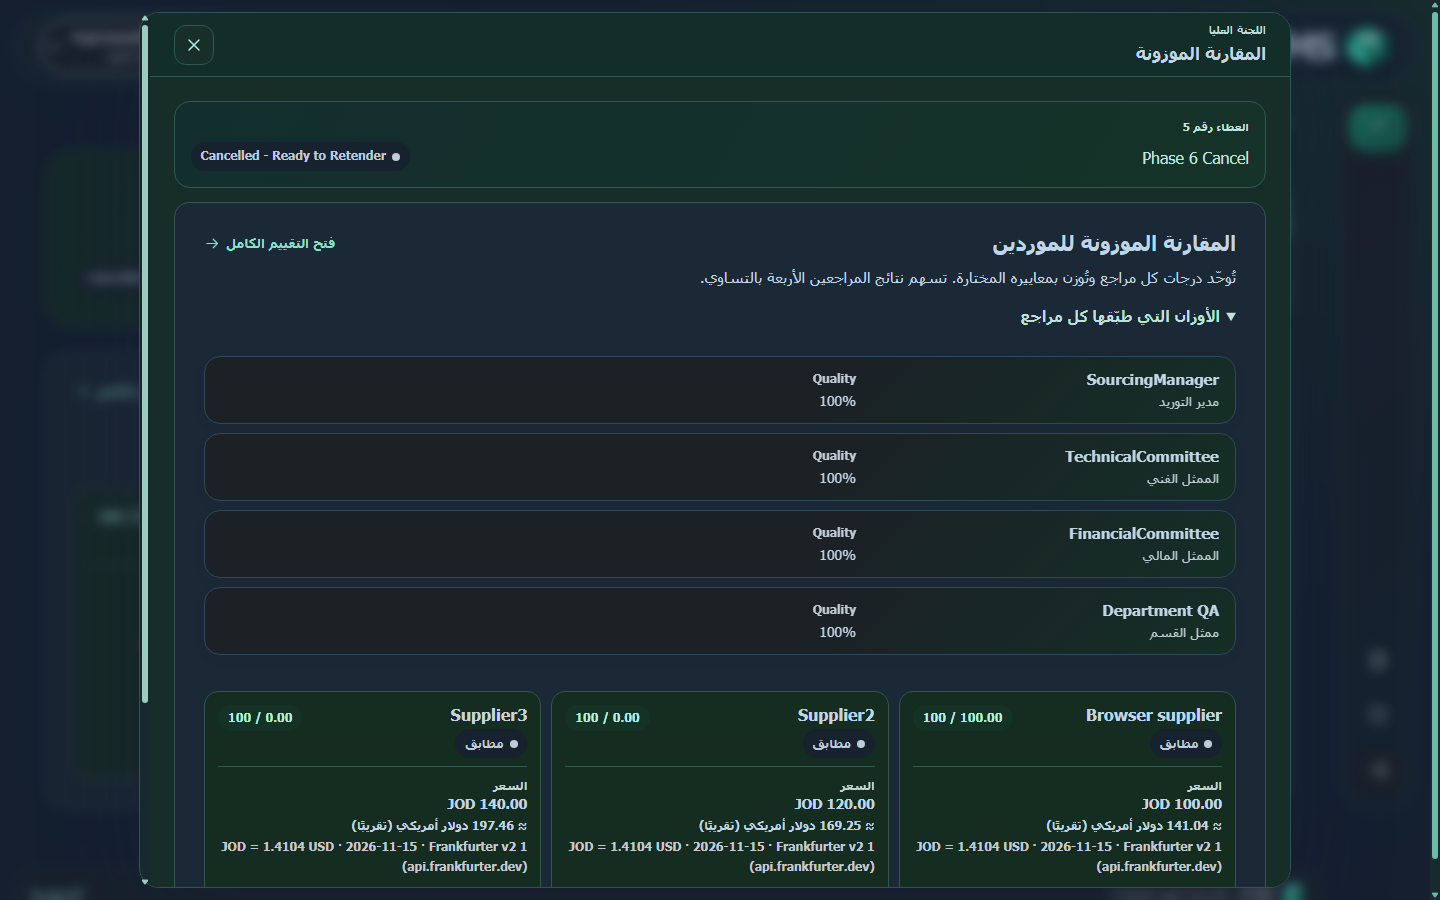 اللجنة العليا
المقارنة الموزونة
العطاء رقم 5
Phase 6 Cancel
Cancelled - Ready to Retender
المقارنة الموزونة للموردين
فتح التقييم الكامل →
تُوحّد درجات كل مراجع وتُوزن بمعاييره المختارة. تسهم نتائج المراجعين الأربعة بالتساوي.
▼ الأوزان التي طبّقها كل مراجع
SourcingManager
مدير التوريد
Quality
100%
TechnicalCommittee
الممثل الفني
Quality
100%
FinancialCommittee
الممثل المالي
Quality
100%
Department QA
ممثل القسم
Quality
100%
Browser supplier
100 / 100.00
مطابق
السعر
JOD 100.00
≈ 141.04 دولار أمريكي (تقريبًا)
JOD = 1.4104 USD · 2026-11-15 · Frankfurter v2 1
(api.frankfurter.dev)
Supplier2
100 / 0.00
مطابق
السعر
JOD 120.00
≈ 169.25 دولار أمريكي (تقريبًا)
JOD = 1.4104 USD · 2026-11-15 · Frankfurter v2 1
(api.frankfurter.dev)
Supplier3
100 / 0.00
مطابق
السعر
JOD 140.00
≈ 197.46 دولار أمريكي (تقريبًا)
JOD = 1.4104 USD · 2026-11-15 · Frankfurter v2 1
(api.frankfurter.dev)